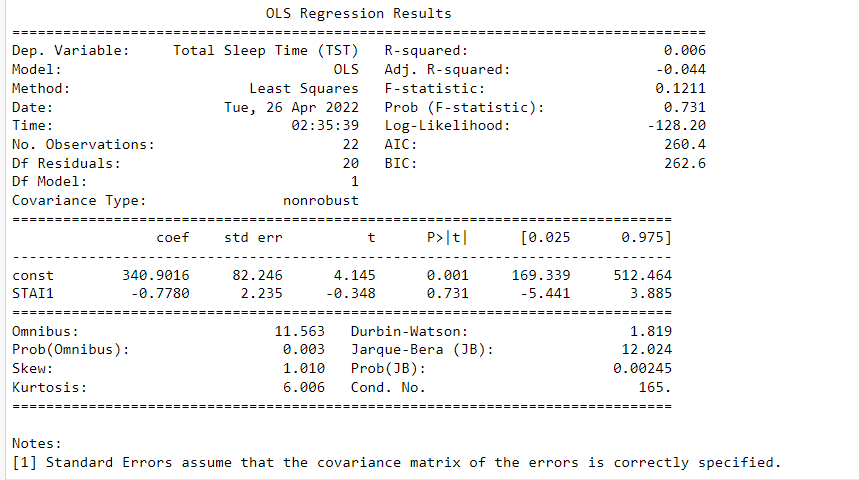 OLS Regression Results
==============================================================================
Dep. Variable:     Total Sleep Time (TST)   R-squared:                       0.006
Model:                                OLS   Adj. R-squared:                 -0.044
Method:                     Least Squares   F-statistic:                    0.1211
Date:                    Tue, 26 Apr 2022   Prob (F-statistic):              0.731
Time:                            02:35:39   Log-Likelihood:                -128.20
No. Observations:                      22   AIC:                             260.4
Df Residuals:                          20   BIC:                             262.6
Df Model:                               1
Covariance Type:                nonrobust
==============================================================================
                 coef    std err          t      P>|t|      [0.025      0.975]
------------------------------------------------------------------------------
const        340.9016     82.246      4.145      0.001     169.339     512.464
STAI1         -0.7780      2.235     -0.348      0.731      -5.441       3.885
==============================================================================
Omnibus:                       11.563   Durbin-Watson:                   1.819
Prob(Omnibus):                  0.003   Jarque-Bera (JB):               12.024
Skew:                           1.010   Prob(JB):                      0.00245
Kurtosis:                       6.006   Cond. No.                         165.
==============================================================================
Notes:
[1] Standard Errors assume that the covariance matrix of the errors is correctly specified.